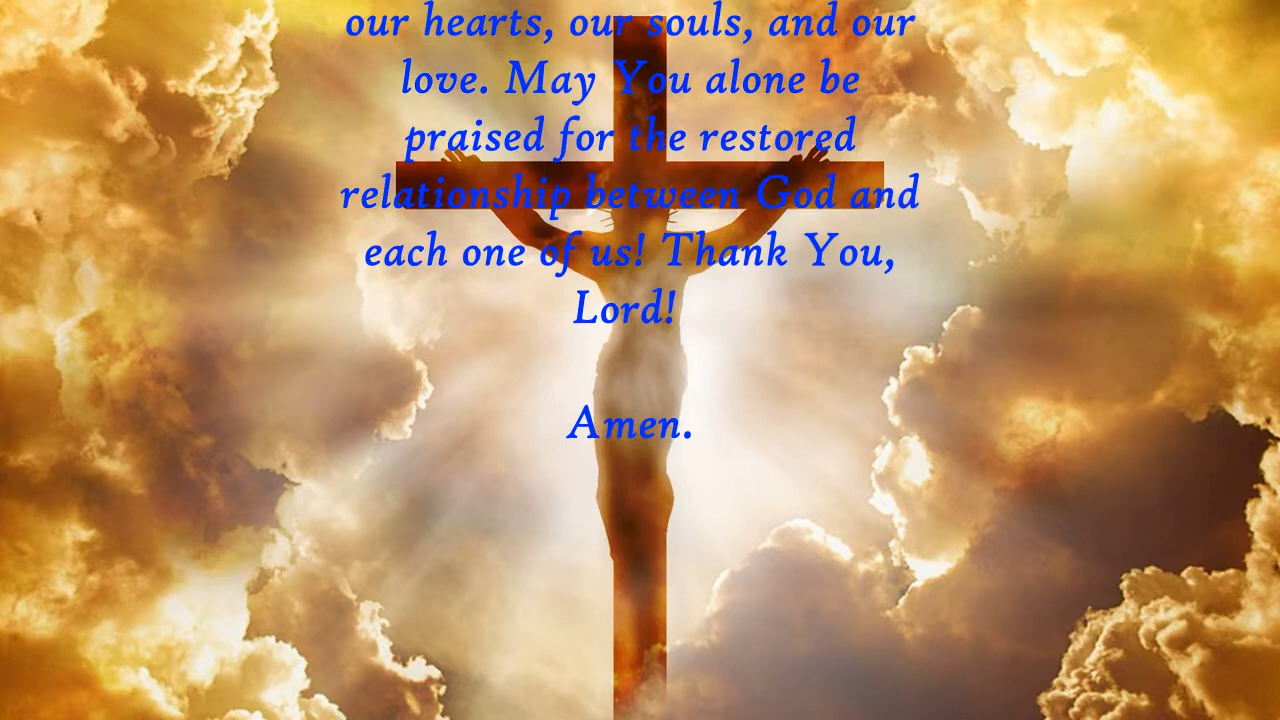 our hearts, our souls, and our
love. May You alone be
praised for the restored
relationship between God and
each one of us! Thank You,
Lord!
Amen.